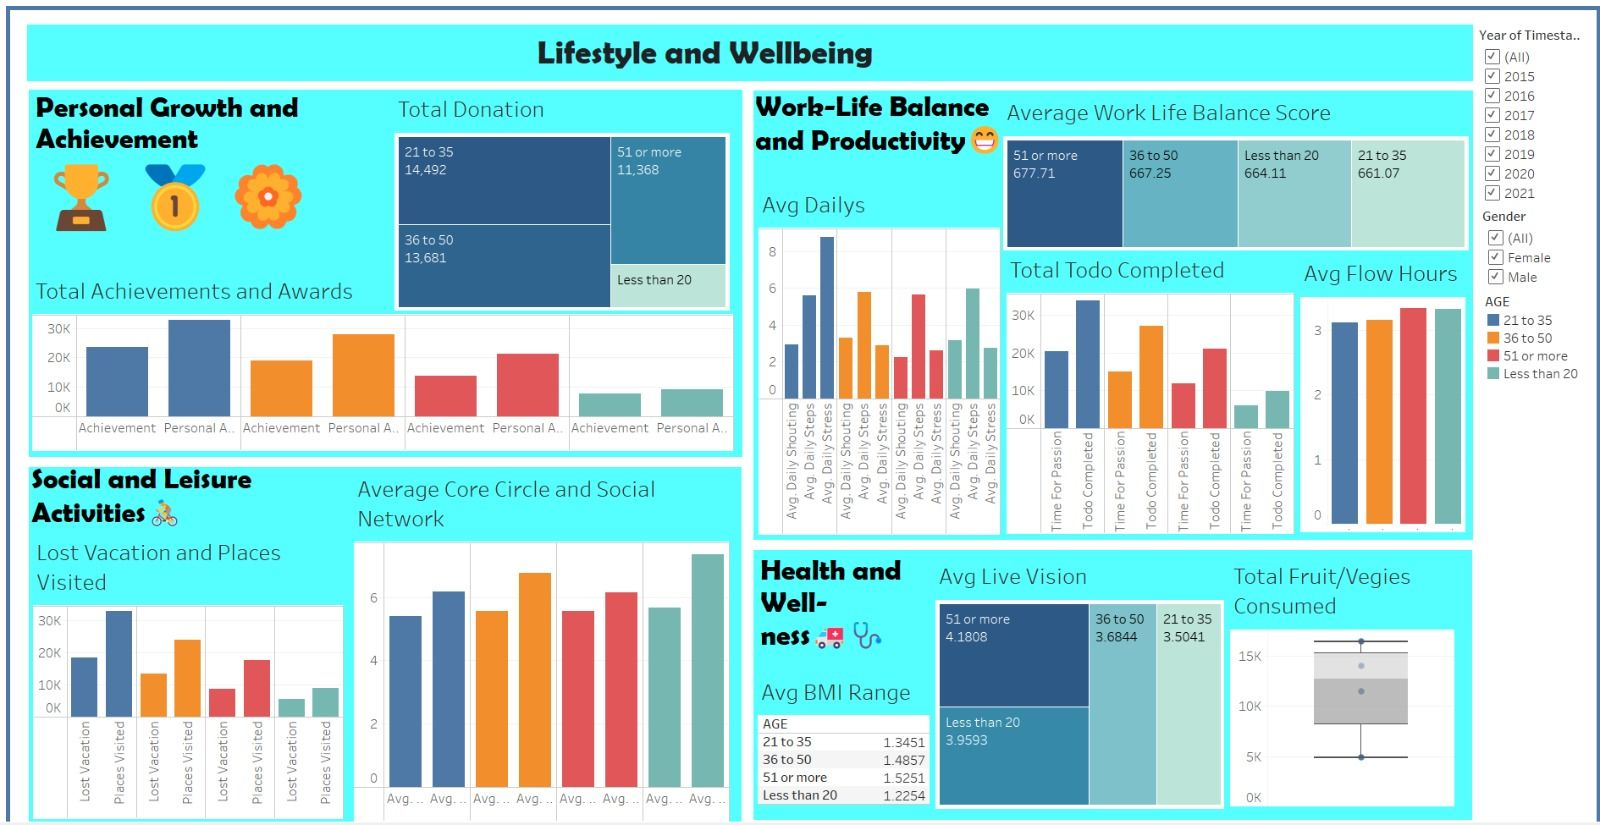 Lifestyle and Wellbeing
Personal Growth and
Achievement
1
Total Donation
21 to 35
14,492
36 to 50
13,681
51 or more
11,368
Less than 20
Total Achievements and Awards
30K
20K
10K
0K
Achievement Personal A.. Achievement Personal A.. Achievement Personal A.. Achievement Personal A..
Work-Life Balance
and Productivity
Average Work Life Balance Score
51 or more
677.71
36 to 50
667.25
Less than 20
664.11
21 to 35
661.07
Avg Dailys
8
6
4
2
0
Avg. Daily Shouting
Avg. Daily Steps
Avg. Daily Stress
Avg. Daily Shouting
Avg. Daily Steps
Avg. Daily Stress
Avg. Daily Shouting
Avg. Daily Steps
Avg. Daily Stress
Avg. Daily Shouting
Avg. Daily Steps
Avg. Daily Stress
Total Todo Completed
30K
20K
10K
0K
Time For Passion
Todo Completed
Time For Passion
Todo Completed
Time For Passion
Todo Completed
Time For Passion
Todo Completed
Avg Flow Hours
3
2
1
0
Social and Leisure
Activities
Lost Vacation and Places
Visited
30K
20K
10K
0K
Lost Vacation
Places Visited
Lost Vacation
Places Visited
Lost Vacation
Places Visited
Lost Vacation
Places Visited
Average Core Circle and Social
Network
6
4
2
0
Avg. .. Avg. .. Avg. .. Avg. .. Avg. .. Avg. .. Avg. .. Avg. ..
Health and
Well-
ness
Avg BMI Range
AGE
21 to 35 1.3451
36 to 50 1.4857
51 or more 1.5251
Less than 20 1.2254
Avg Live Vision
51 or more
4.1808
Less than 20
3.9593
36 to 50
3.6844
21 to 35
3.5041
Total Fruit/Vegies
Consumed
15K
10K
5K
0K
Year of Timesta..
(All)
2015
2016
2017
2018
2019
2020
2021
Gender
(All)
Female
Male
AGE
21 to 35
36 to 50
51 or more
Less than 20